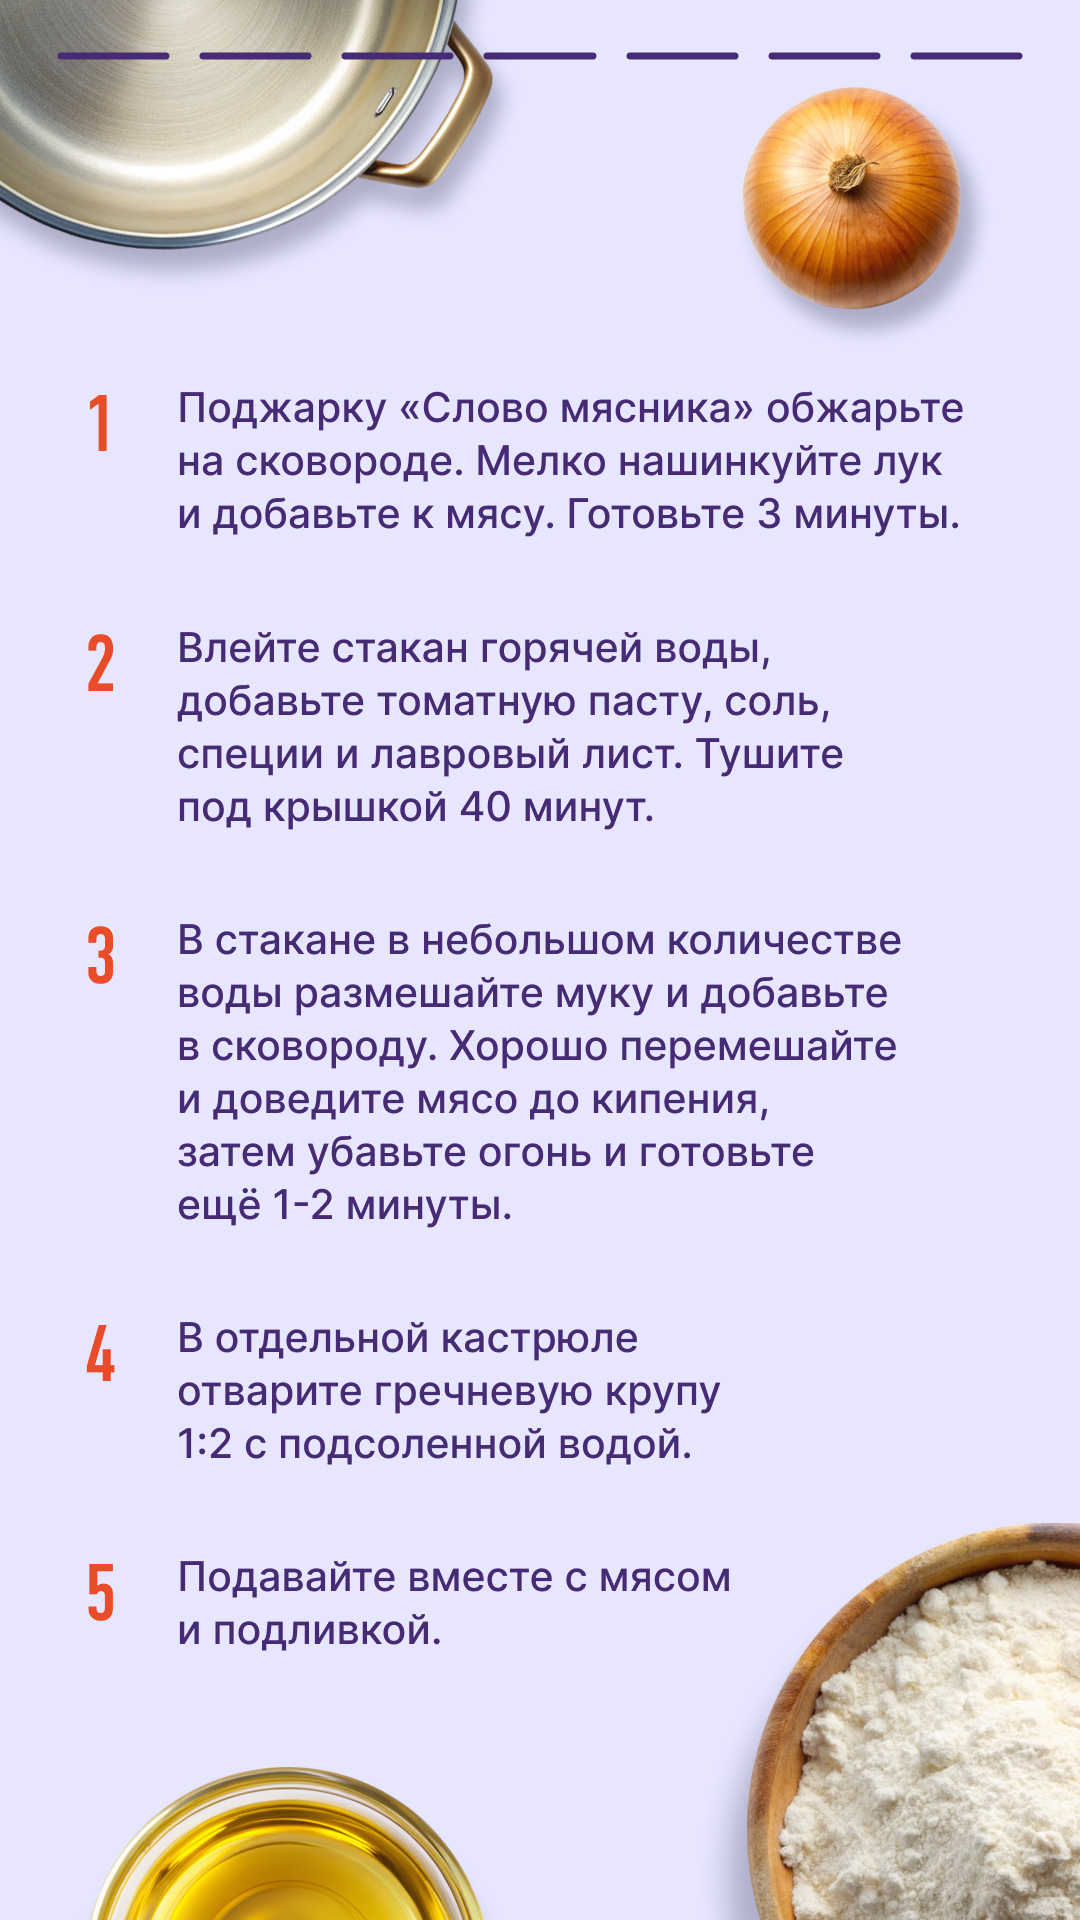 1
Поджарку «Слово мясника» обжарьте
на сковороде. Мелко нашинкуйте лук
и добавьте к мясу. Готовьте 3 минуты.
2
Влейте стакан горячей воды,
добавьте томатную пасту, соль,
специи и лавровый лист. Тушите
под крышкой 40 минут.
3
В стакане в небольшом количестве
воды размешайте муку и добавьте
в сковороду. Хорошо перемешайте
и доведите мясо до кипения,
затем убавьте огонь и готовьте
ещё 1-2 минуты.
4
В отдельной кастрюле
отварите гречневую крупу
1:2 с подсоленной водой.
5
Подавайте вместе с мясом
и подливкой.